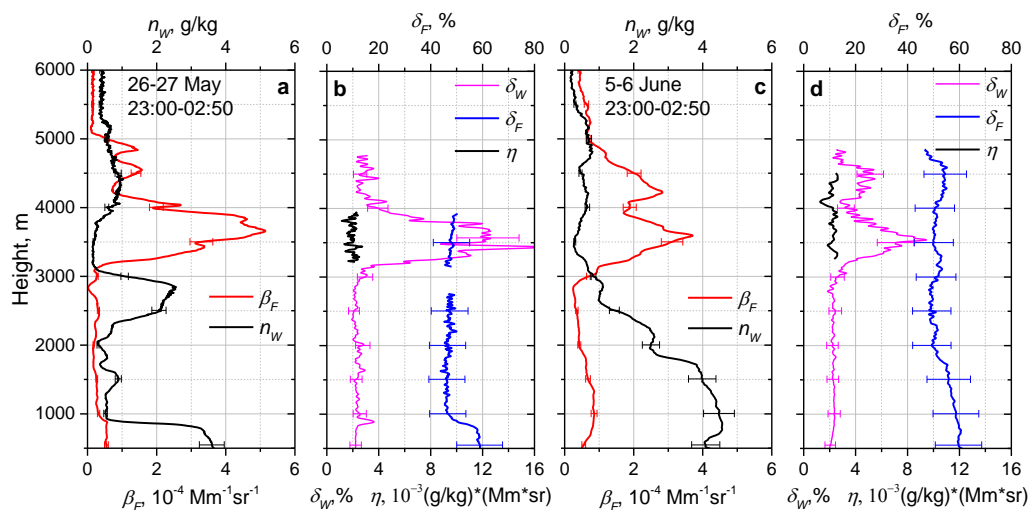 n_W, g/kg
δ_F, %
n_W, g/kg
δ_F, %
0 2 4 6
0 20 40 60 80
0 2 4 6
0 20 40 60 80
6000
5000
4000
3000
2000
1000
Height, m
26-27 May
23:00-02:50
a
β_F
n_W
b
δ_W
δ_F
η
5-6 June
23:00-02:50
c
β_F
n_W
d
δ_W
δ_F
η
0 2 4 6 8
0 4 8 12 16
0 2 4 6 8
0 4 8 12 16
β_F, 10⁻⁴ Mm⁻¹sr⁻¹
δ_W,% η, 10⁻³(g/kg)*(Mm*sr)
β_F, 10⁻⁴ Mm⁻¹sr⁻¹
δ_W,% η, 10⁻³(g/kg)*(Mm*sr)